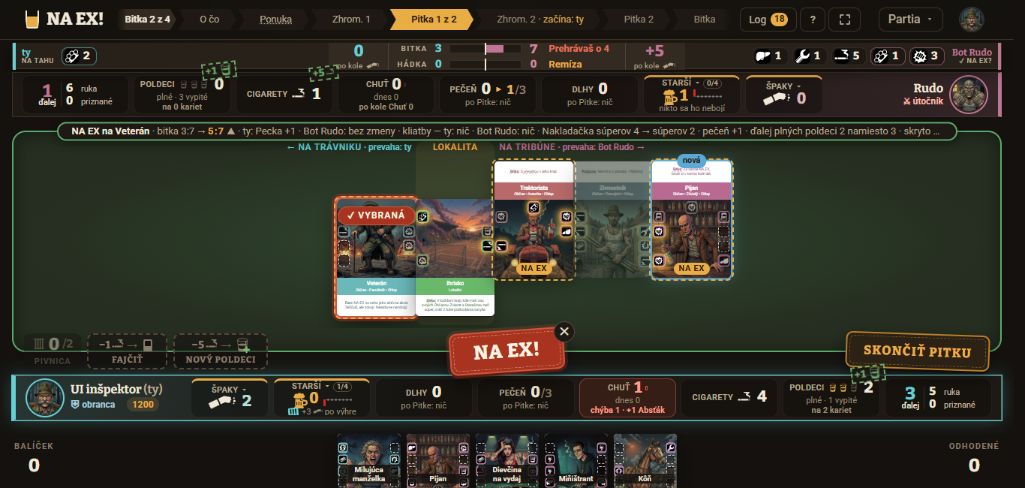 NA EX!
Bitka 2 z 4
O čo
Ponuka
Zhrom. 1
Pitka 1 z 2
Zhrom. 2 · začína: ty
Pitka 2
Bitka
Log 18
?
Partia
ty
NA ŤAHU
2
0
po kole
BITKA 3
7 Prehrávaš o 4
HÁDKA 0
0 Remíza
+5
po kole
1
1
5
1
3
Bot Rudo
✓ NA EX?
1
ďalej
6 ruka
0 priznané
POLDECI
0
+1
plné · 3 vypité
na 0 kariet
+5
CIGARETY
1
CHUŤ 0
dnes 0
po kole Chuť 0
PEČEŇ 0 ▸ 1/3
po Pitke: nič
DLHY 0
po Pitke: nič
STARŠÍ 0/4
1
nikto sa ho nebojí
ŠPAKY
0
Rudo
útočník
NA EX na Veterán · bitka 3:7 → 5:7 ▲ · ty: Pecka +1 · Bot Rudo: bez zmeny · kliatby — ty: nič · Bot Rudo: nič · Nakladačka súperov 4 → súperov 2 · pečeň +1 · ďalej plných poldecí 2 namiesto 3 · skryto ...
← NA TRÁVNIKU · prevaha: ty
LOKALITA
NA TRIBÚNE · prevaha: Bot Rudo →
nová
✓ VYBRANÁ
Traktorista
Pijan
NA EX
NA EX
Veterán
Ihrisko
Lokalita
0 /2
PIVNICA
−1
FAJČIŤ
−5
NOVÝ POLDECI
NA EX!
SKONČIŤ PITKU
UI inšpektor (ty)
obranca
1200
ŠPAKY
2
STARŠÍ 1/4
0
+3 po výhre
DLHY 0
po Pitke: nič
PEČEŇ 0/3
po Pitke: nič
CHUŤ 1
dnes 0
chýba 1 · +1 Absťák
CIGARETY
4
+1
POLDECI
2
plné · 1 vypité
na 2 kariet
3
ďalej
5 ruka
0 priznané
BALÍČEK
0
Milujúca manželka
Pijan
Dievčina na vydaj
Miništrant
Kôň
ODHODENÉ
0